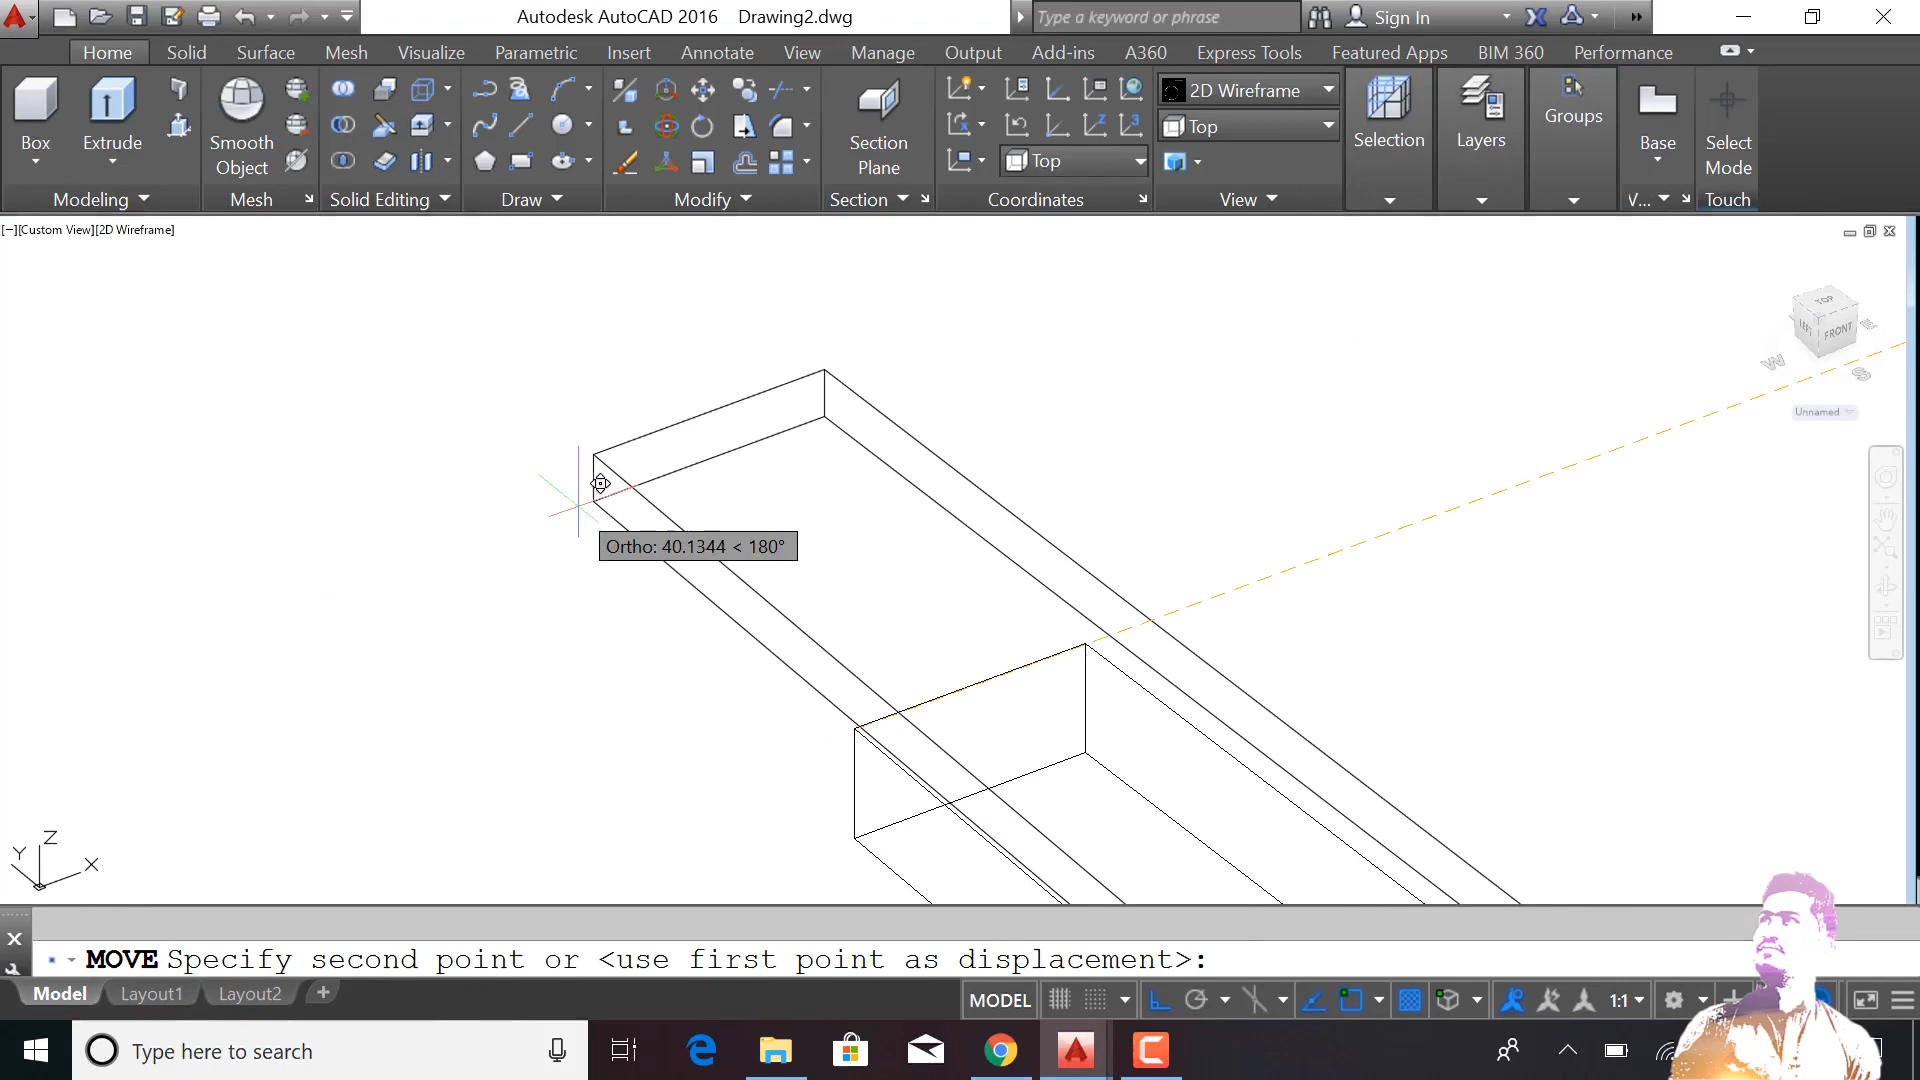 Autodesk AutoCAD 2016 Drawing2.dwg
Type a keyword or phrase
Sign In
Home Solid Surface Mesh Visualize Parametric Insert Annotate View Manage Output Add-ins A360 Express Tools Featured Apps BIM 360 Performance
Box
Extrude
Smooth
Object
Section
Plane
2D Wireframe
Top
Top
Selection
Layers
Groups
Base
Select
Mode
Modeling Mesh Solid Editing Draw Modify Section Coordinates View V... Touch
[−][Custom View][2D Wireframe]
TOP
LEFT
FRONT
E
W
S
Unnamed
Ortho: 40.1344 < 180°
Z
Y
X
MOVE Specify second point or <use first point as displacement>:
Model Layout1 Layout2
MODEL
1:1
Type here to search